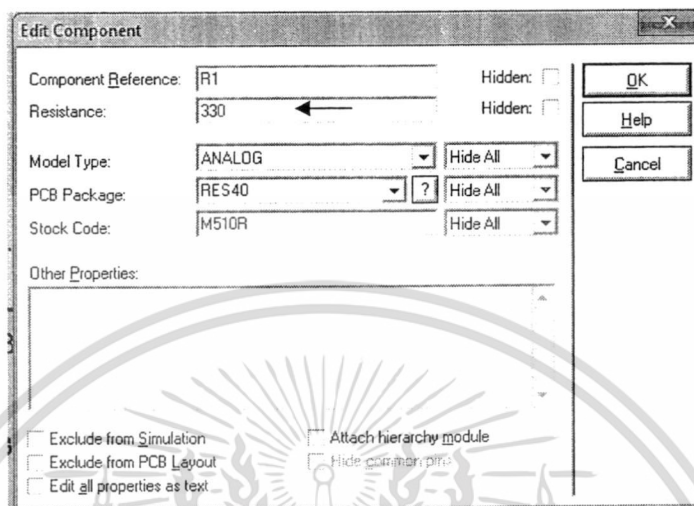 Edit Component
Component Reference: R1 Hidden: OK
Resistance: 330 Hidden: Help
Model Type: ANALOG Hide All Cancel
PCB Package: RES40 ? Hide All
Stock Code: M510R Hide All
Other Properties:
Exclude from Simulation Attach hierarchy module
Exclude from PCB Layout Hide common pins
Edit all properties as text